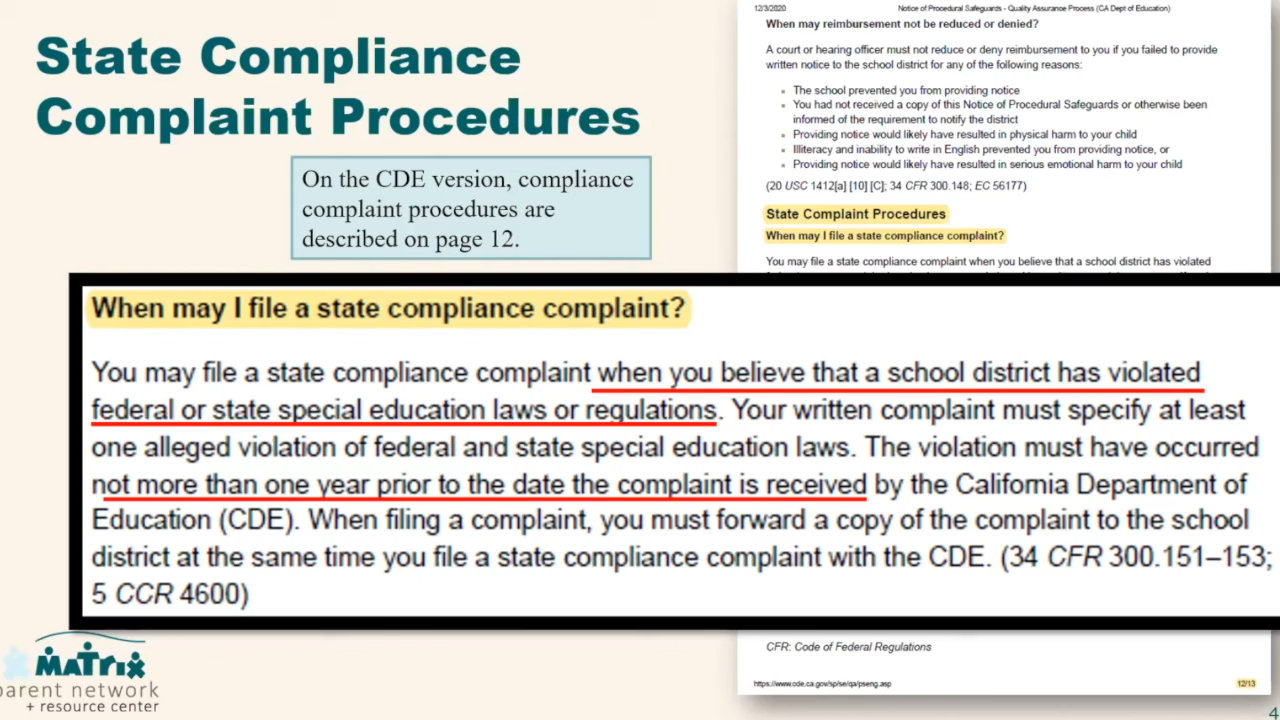 State Compliance
Complaint Procedures
On the CDE version, compliance
complaint procedures are
described on page 12.
12/3/2020
Notice of Procedural Safeguards - Quality Assurance Process (CA Dept of Education)
When may reimbursement not be reduced or denied?
A court or hearing officer must not reduce or deny reimbursement to you if you failed to provide
written notice to the school district for any of the following reasons:
The school prevented you from providing notice
You had not received a copy of this Notice of Procedural Safeguards or otherwise been
informed of the requirement to notify the district
Providing notice would likely have resulted in physical harm to your child
Illiteracy and inability to write in English prevented you from providing notice, or
Providing notice would likely have resulted in serious emotional harm to your child
(20 USC 1412[a] [10] [C]; 34 CFR 300.148; EC 56177)
State Complaint Procedures
When may I file a state compliance complaint?
You may file a state compliance complaint when you believe that a school district has violated
When may I file a state compliance complaint?
You may file a state compliance complaint when you believe that a school district has violated
federal or state special education laws or regulations. Your written complaint must specify at least
one alleged violation of federal and state special education laws. The violation must have occurred
not more than one year prior to the date the complaint is received by the California Department of
Education (CDE). When filing a complaint, you must forward a copy of the complaint to the school
district at the same time you file a state compliance complaint with the CDE. (34 CFR 300.151–153;
5 CCR 4600)
CFR: Code of Federal Regulations
https://www.cde.ca.gov/sp/se/qa/pseng.asp
12/13
MATRIX
parent network
+ resource center
4